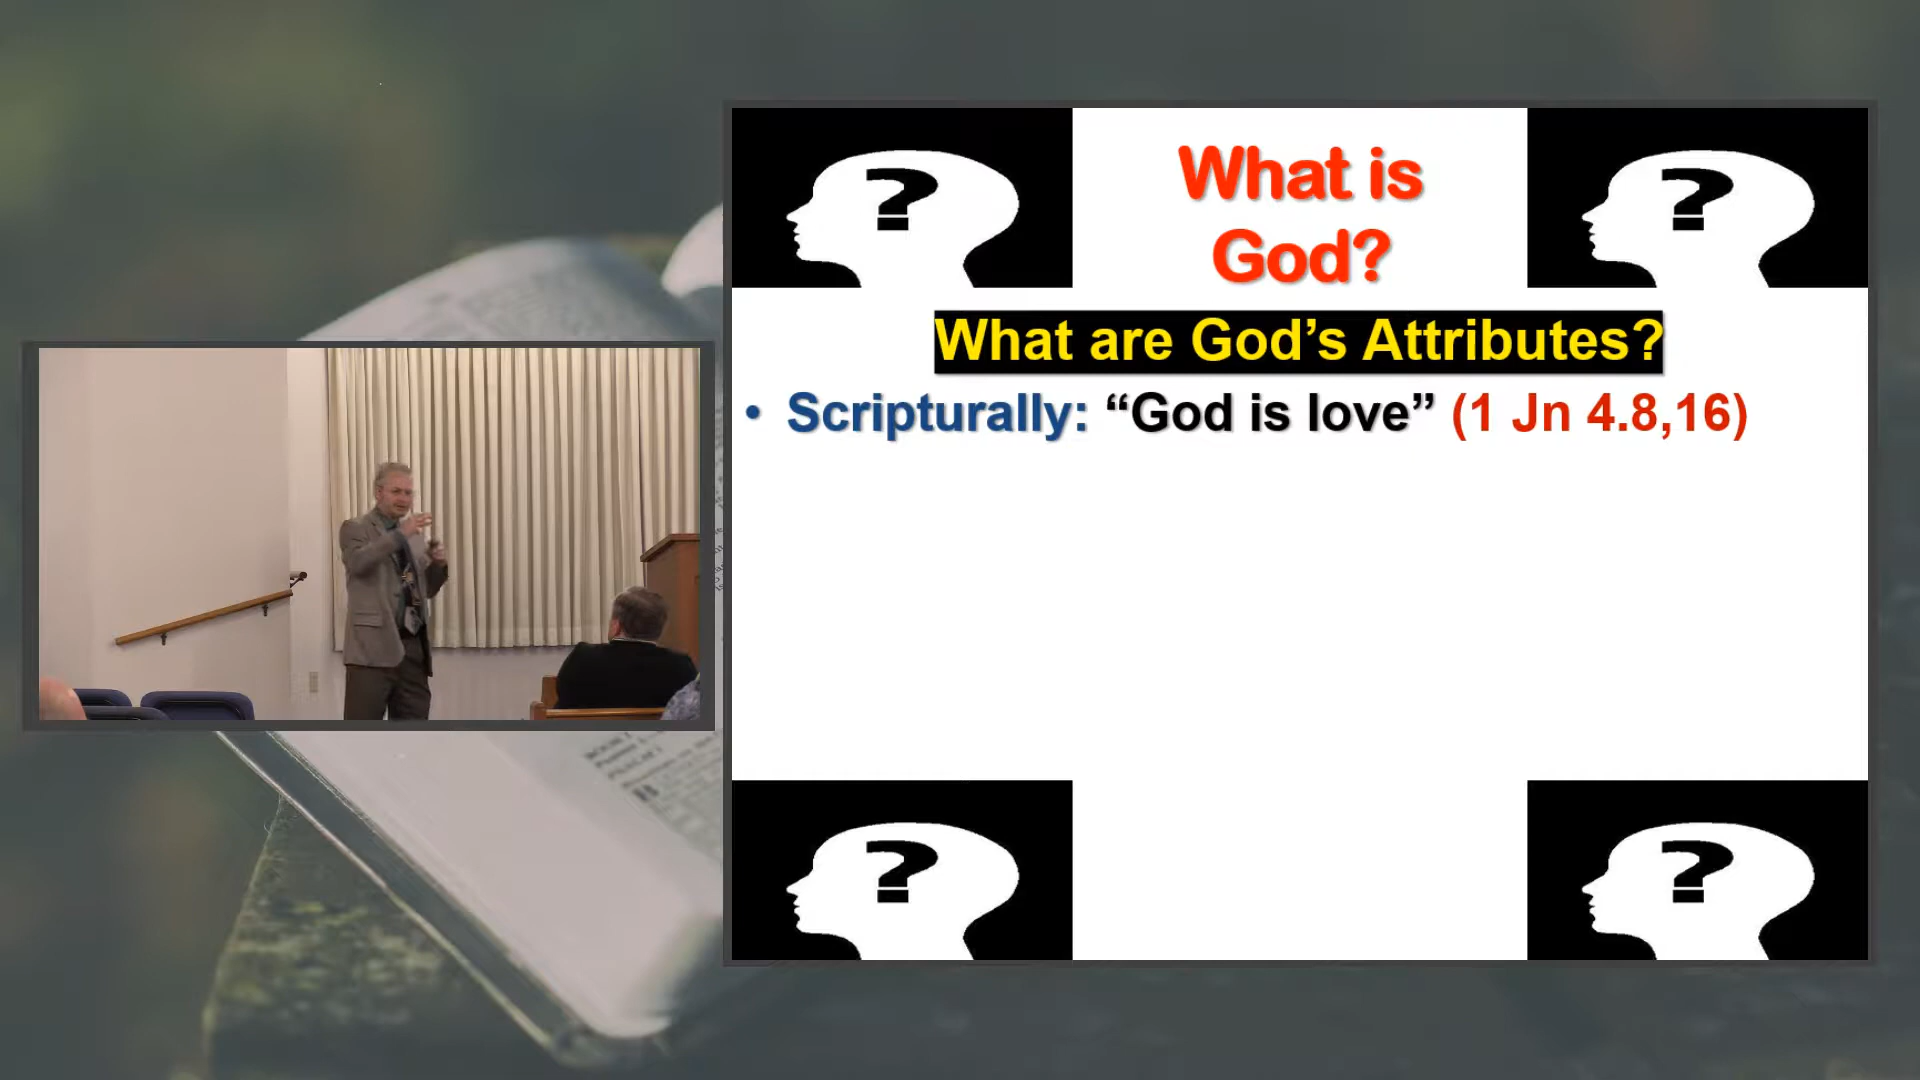 What is
God?
What are God’s Attributes?
• Scripturally: “God is love” (1 Jn 4.8,16)
?
?
?
?